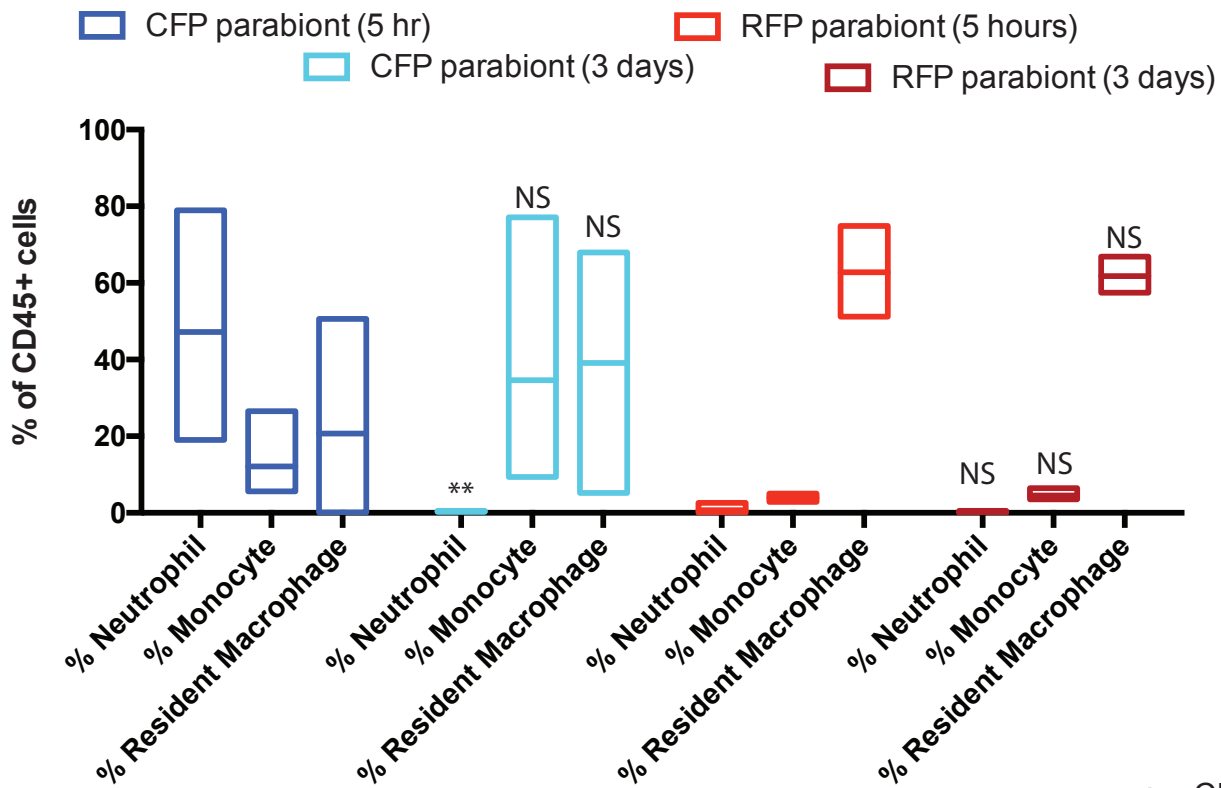 CFP parabiont (5 hr)
RFP parabiont (5 hours)
CFP parabiont (3 days)
RFP parabiont (3 days)
% of CD45+ cells
100
80
60
40
20
0
**
NS
NS
NS
NS
NS
% Neutrophil
% Monocyte
% Resident Macrophage
% Neutrophil
% Monocyte
% Resident Macrophage
% Neutrophil
% Monocyte
% Resident Macrophage
% Neutrophil
% Monocyte
% Resident Macrophage